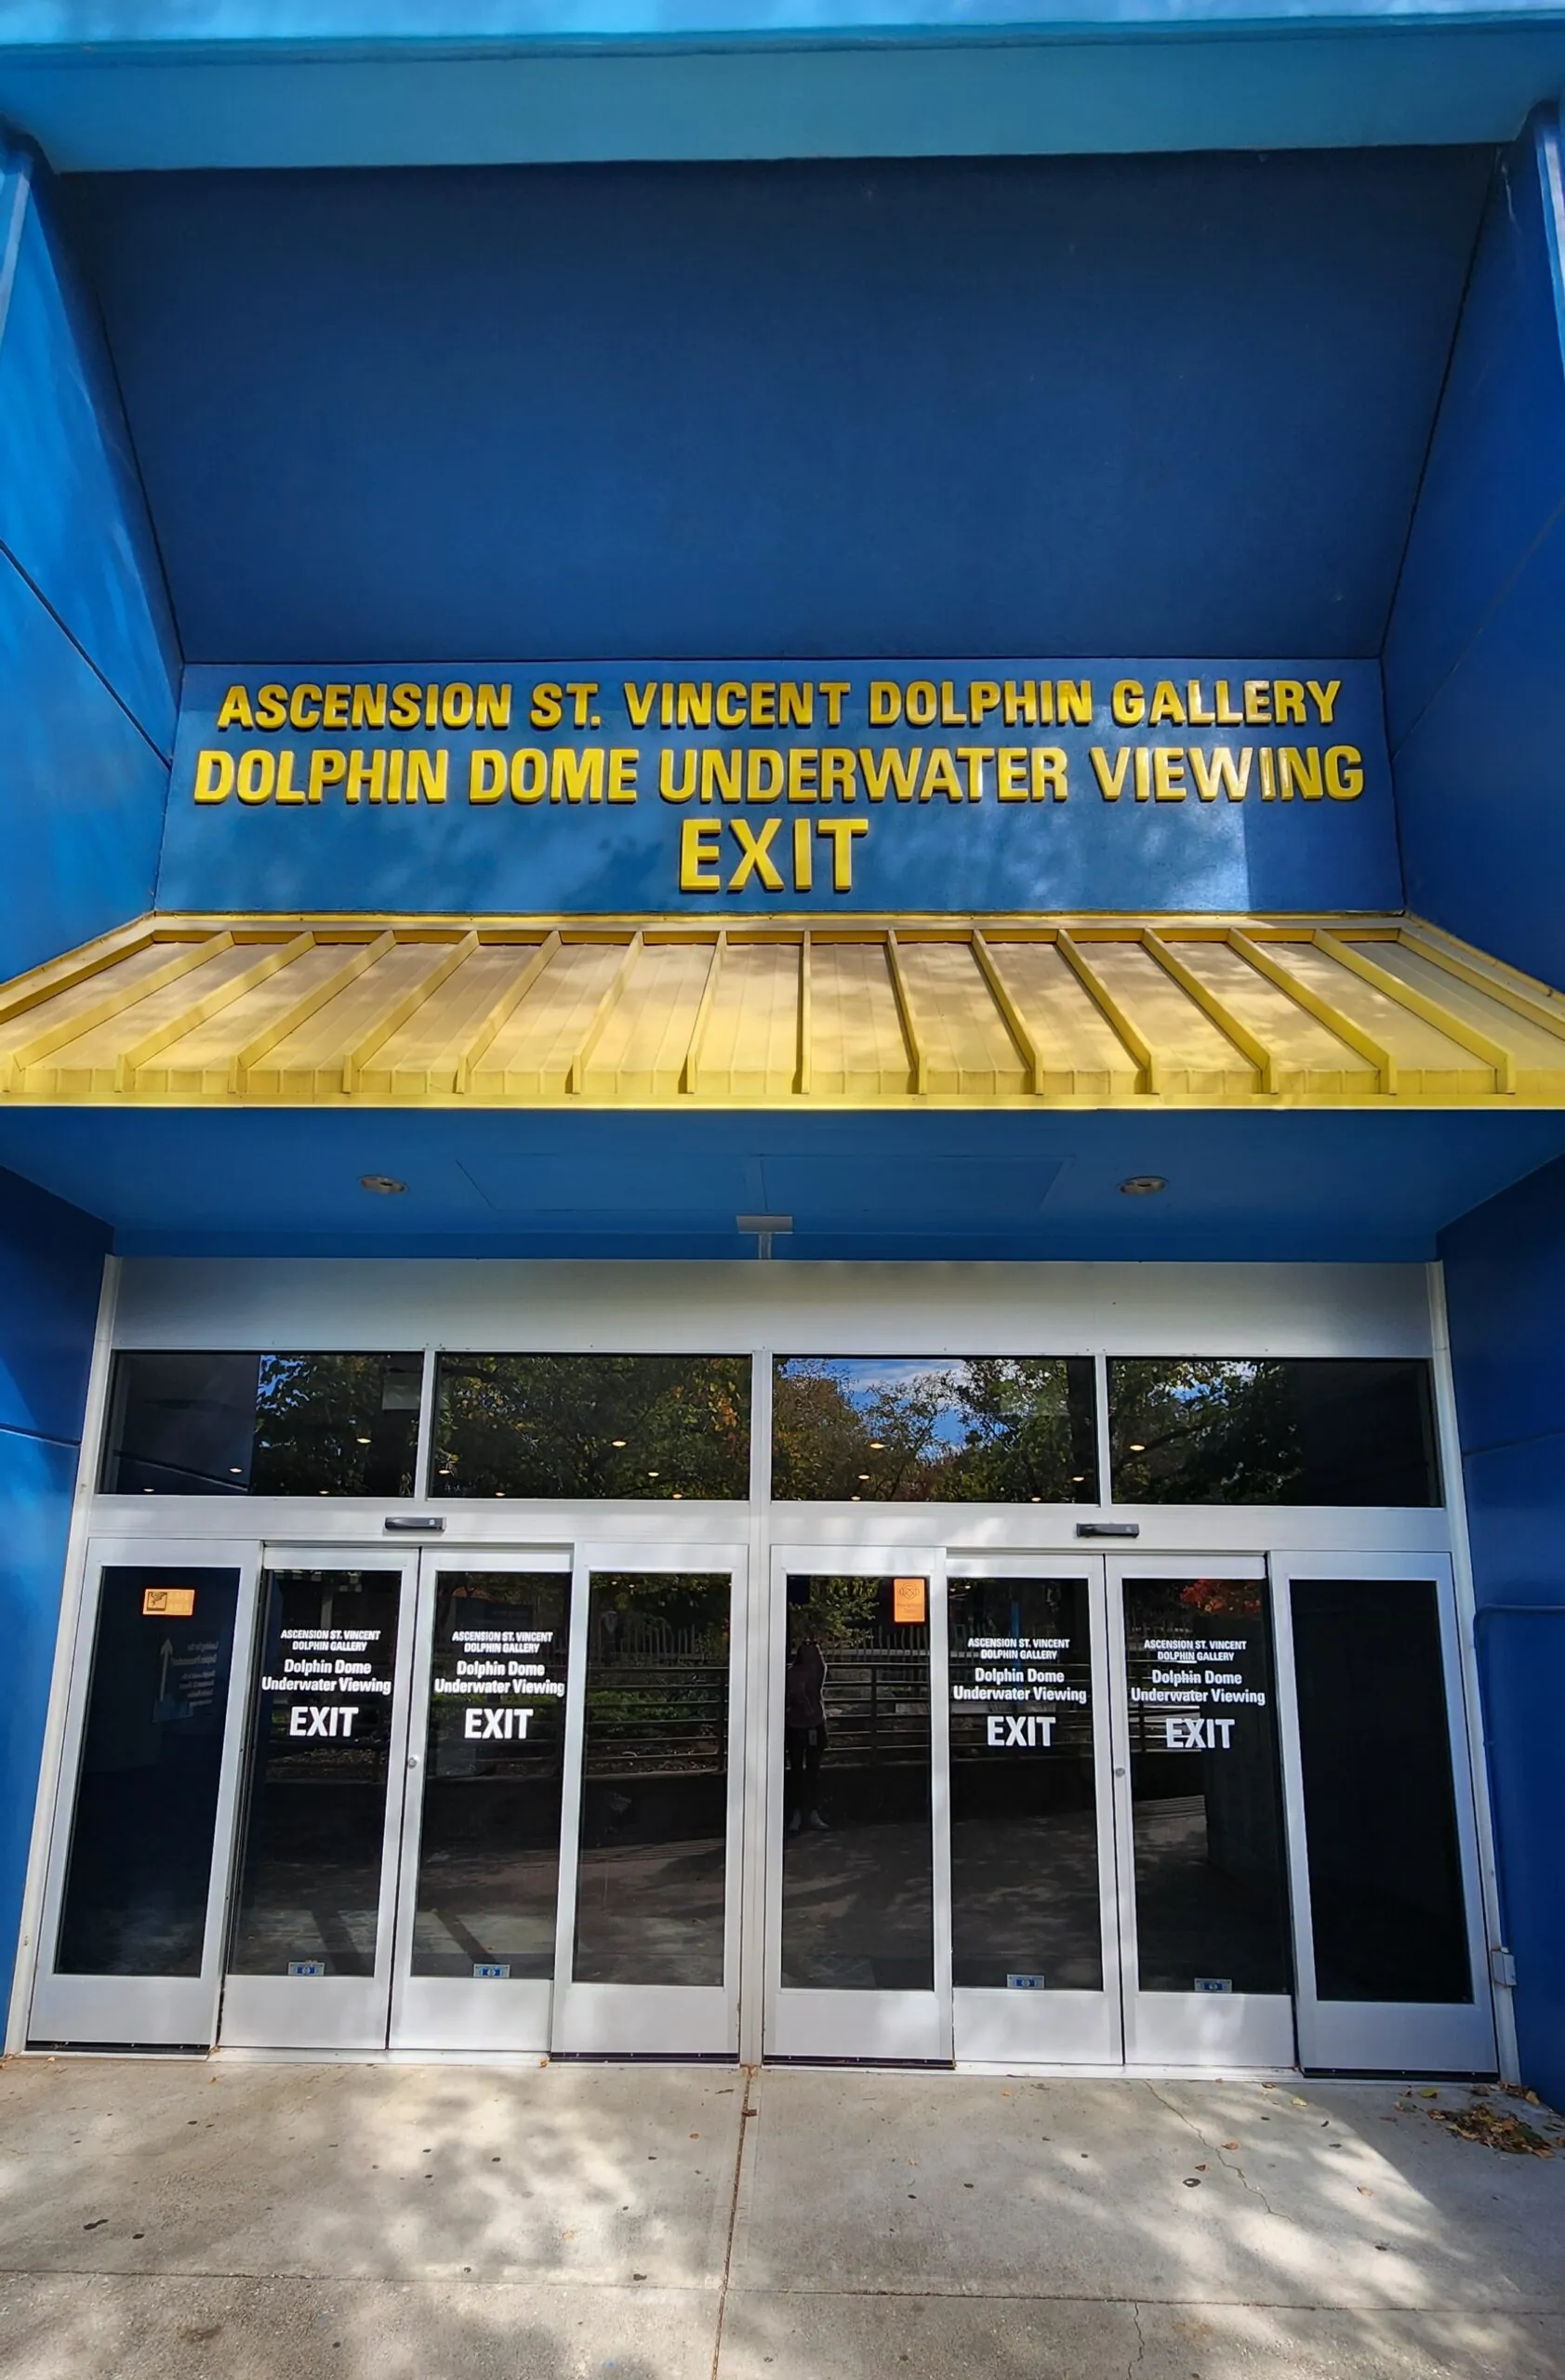 ASCENSION ST. VINCENT DOLPHIN GALLERY
DOLPHIN DOME UNDERWATER VIEWING
EXIT
ASCENSION ST. VINCENT
DOLPHIN GALLERY
Dolphin Dome
Underwater Viewing
EXIT
ASCENSION ST. VINCENT
DOLPHIN GALLERY
Dolphin Dome
Underwater Viewing
EXIT
ASCENSION ST. VINCENT
DOLPHIN GALLERY
Dolphin Dome
Underwater Viewing
EXIT
ASCENSION ST. VINCENT
DOLPHIN GALLERY
Dolphin Dome
Underwater Viewing
EXIT